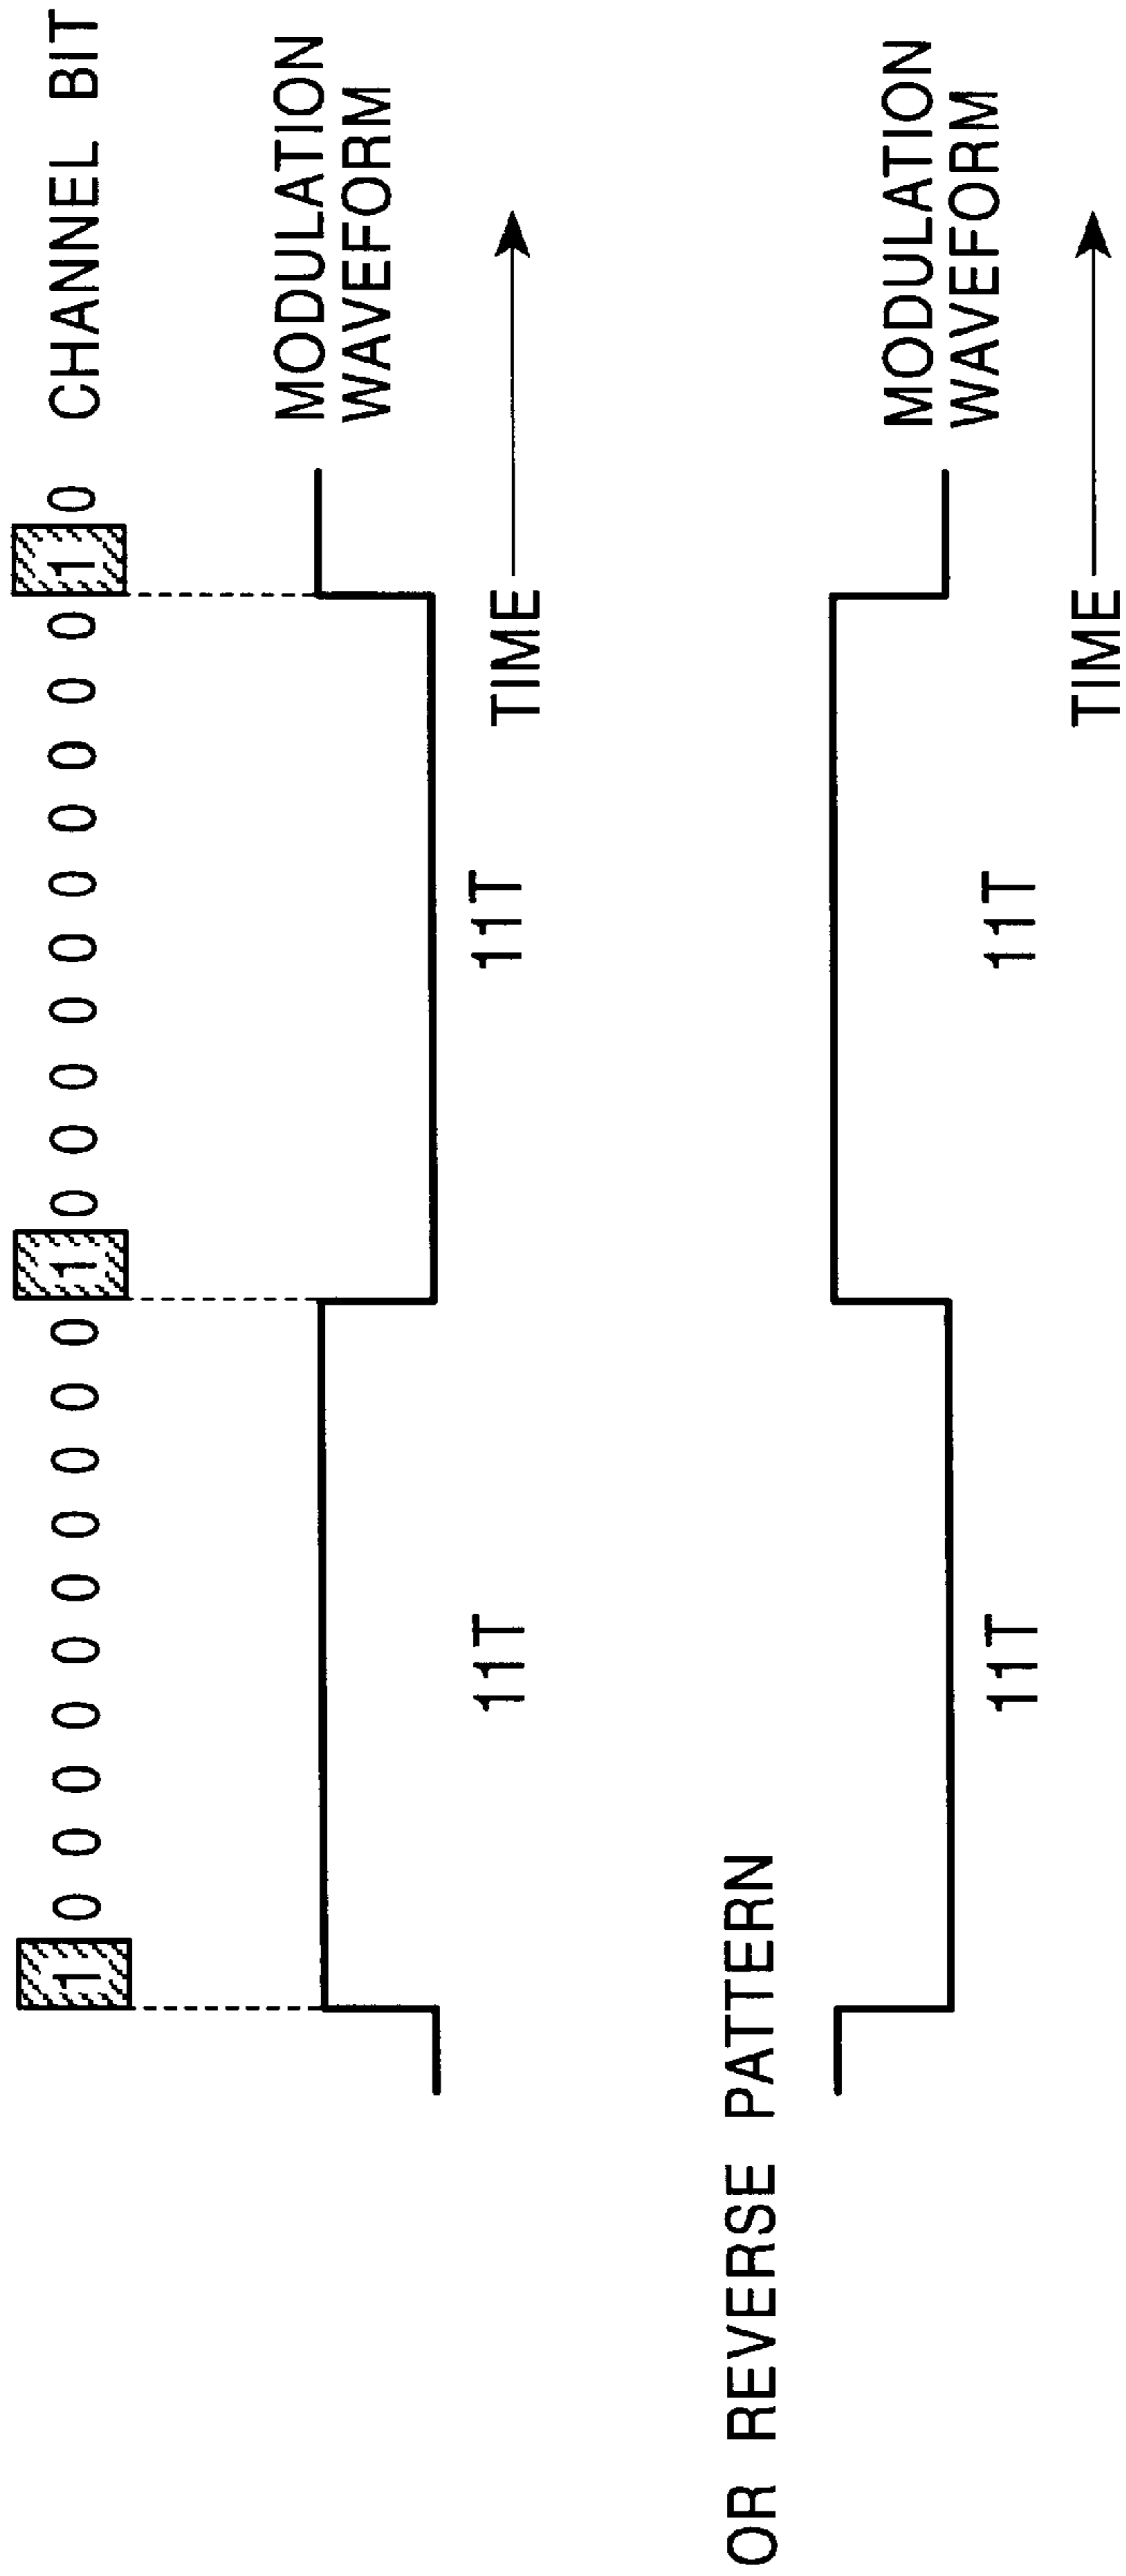 1 0 0 0 0 0 0 0 0 0 0 1 0 0 0 0 0 0 0 0 0 0 1 0 CHANNEL BIT
MODULATION
WAVEFORM
11T 11T
TIME
OR REVERSE PATTERN
MODULATION
WAVEFORM
11T 11T
TIME